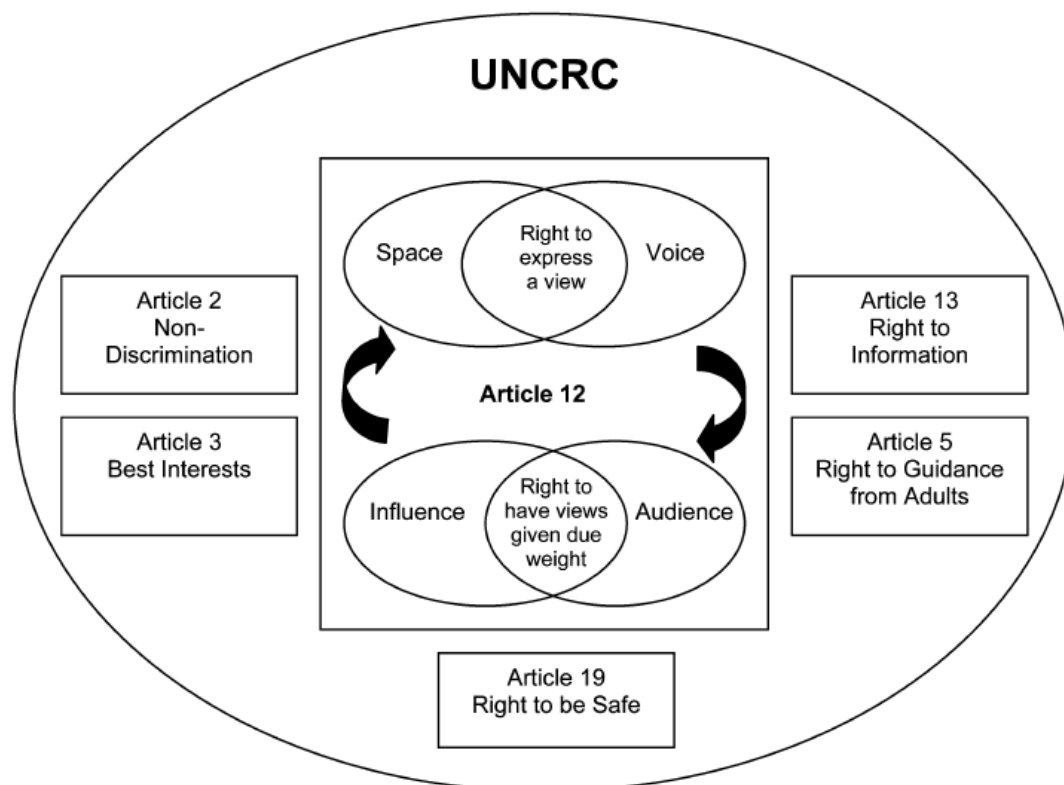 UNCRC
Space
Right to
express
a view
Voice
Article 2
Non-
Discrimination
Article 13
Right to
Information
Article 12
Article 3
Best Interests
Article 5
Right to Guidance
from Adults
Influence
Right to
have views
given due
weight
Audience
Article 19
Right to be Safe